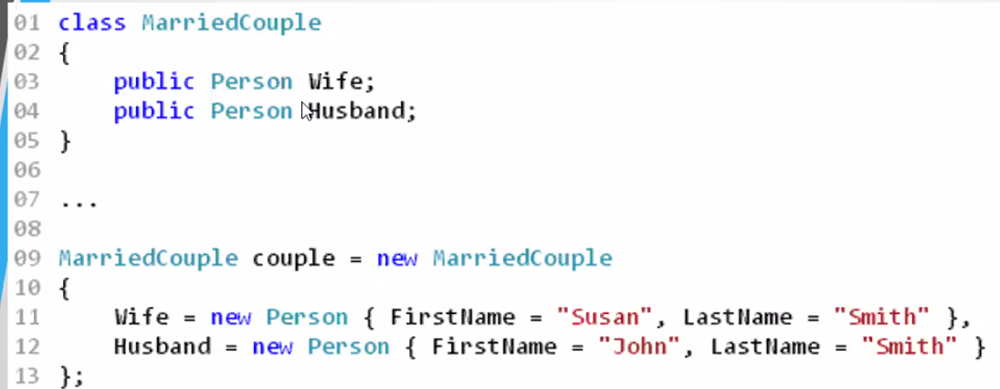 01 class MarriedCouple
02 {
03     public Person Wife;
04     public Person Husband;
05 }
06
07 ...
08
09 MarriedCouple couple = new MarriedCouple
10 {
11     Wife = new Person { FirstName = "Susan", LastName = "Smith" },
12     Husband = new Person { FirstName = "John", LastName = "Smith" }
13 };